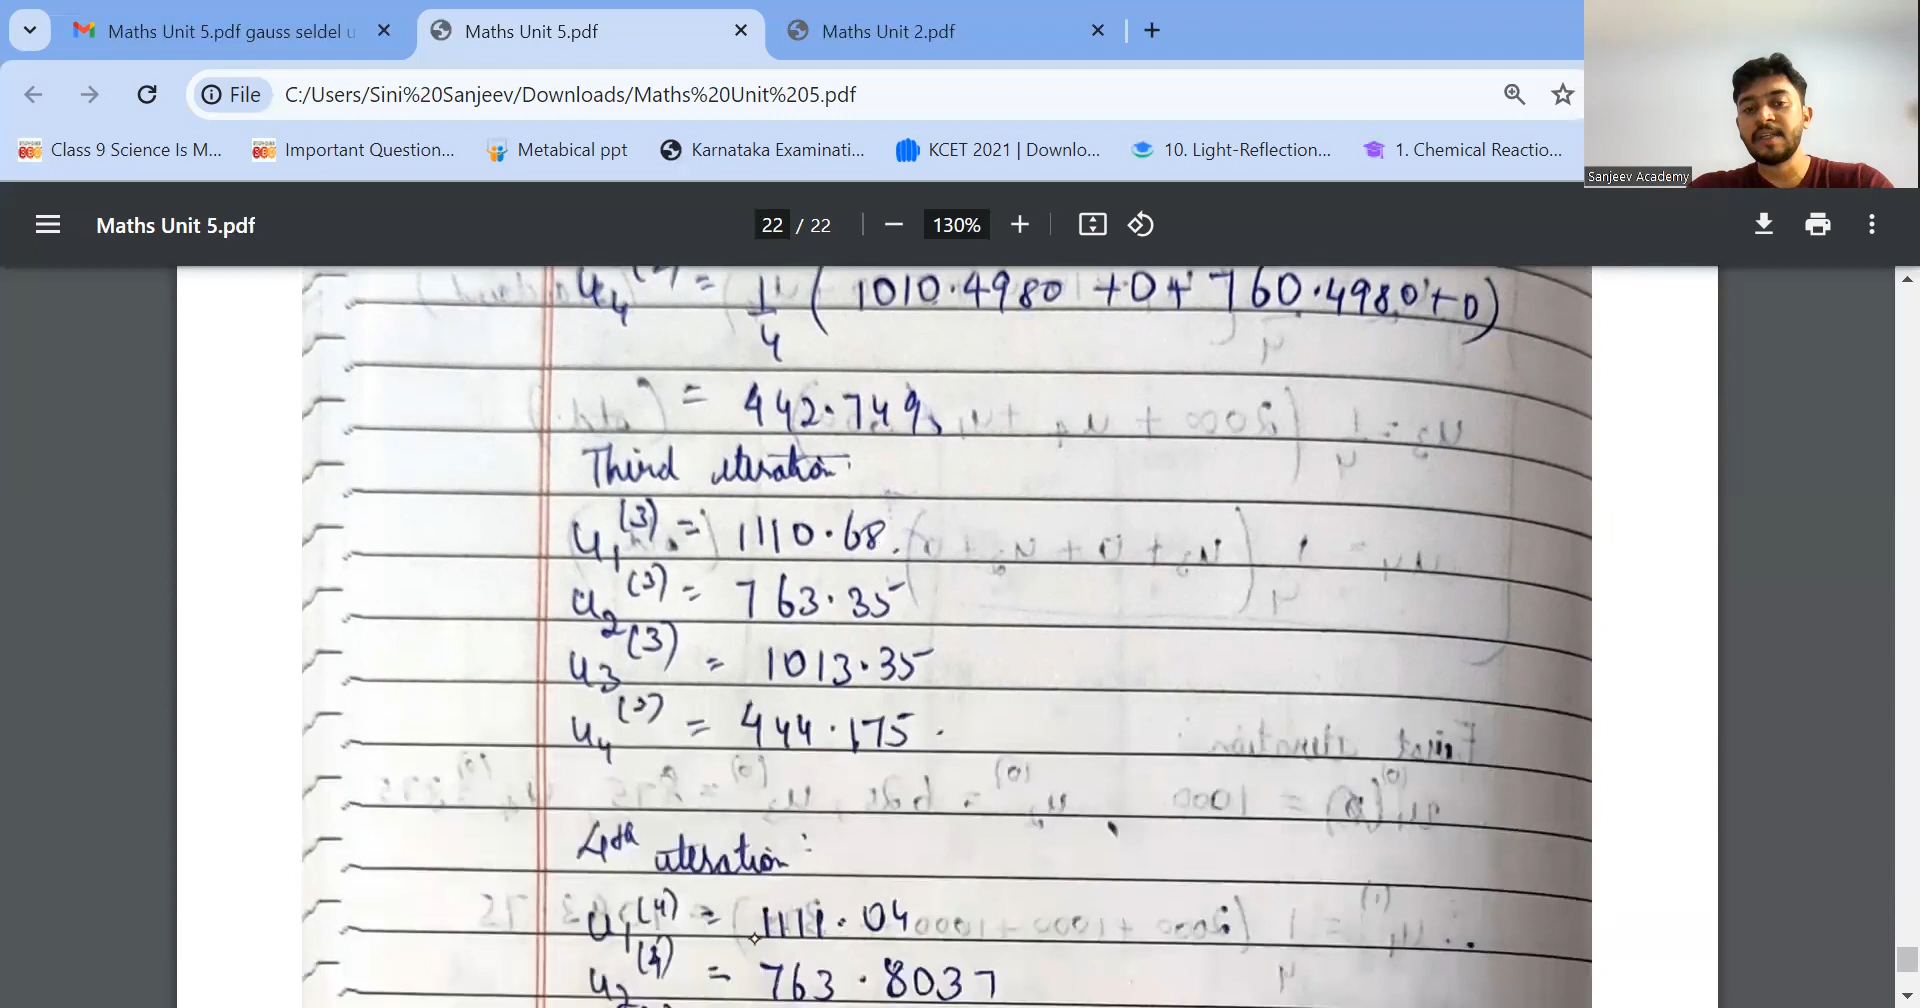 Maths Unit 5.pdf gauss seldel u
Maths Unit 5.pdf
Maths Unit 2.pdf
File
C:/Users/Sini%20Sanjeev/Downloads/Maths%20Unit%205.pdf
Class 9 Science Is M...
Important Question...
Metabical ppt
Karnataka Examinati...
KCET 2021 | Downlo...
10. Light-Reflection...
1. Chemical Reactio...
Sanjeev Academy
Maths Unit 5.pdf
22 / 22
130%
= 1/4 ( 1010.4980 + 0 + 760.4980 + 0 )
= 442.749
Third iteration:
u₁⁽³⁾ = 1110.68.
u₂⁽³⁾ = 763.35
u₃⁽³⁾ = 1013.35
u₄⁽³⁾ = 444.175.
4th iteration:
u₁⁽⁴⁾ = 1111.04
u₂⁽⁴⁾ = 763.8037